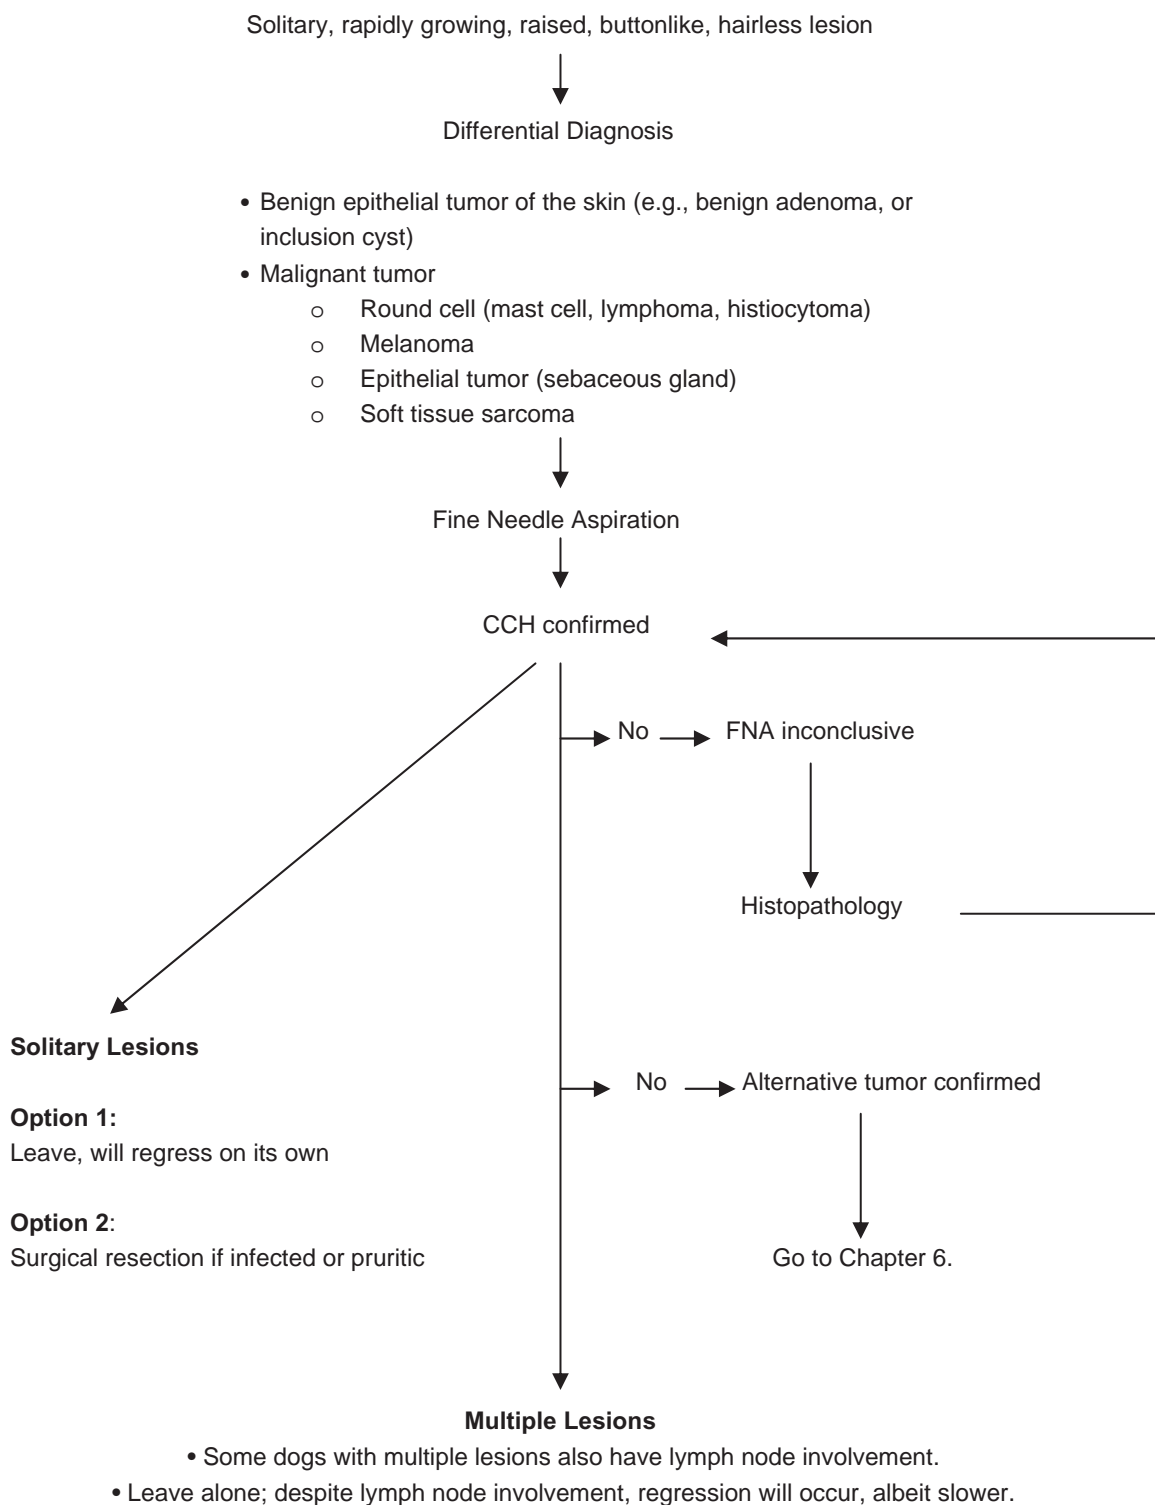 Solitary, rapidly growing, raised, buttonlike, hairless lesion
Differential Diagnosis
• Benign epithelial tumor of the skin (e.g., benign adenoma, or
inclusion cyst)
• Malignant tumor
o Round cell (mast cell, lymphoma, histiocytoma)
o Melanoma
o Epithelial tumor (sebaceous gland)
o Soft tissue sarcoma
Fine Needle Aspiration
CCH confirmed
No FNA inconclusive
Histopathology
Solitary Lesions
Option 1:
Leave, will regress on its own
Option 2:
Surgical resection if infected or pruritic
No Alternative tumor confirmed
Go to Chapter 6.
Multiple Lesions
• Some dogs with multiple lesions also have lymph node involvement.
• Leave alone; despite lymph node involvement, regression will occur, albeit slower.